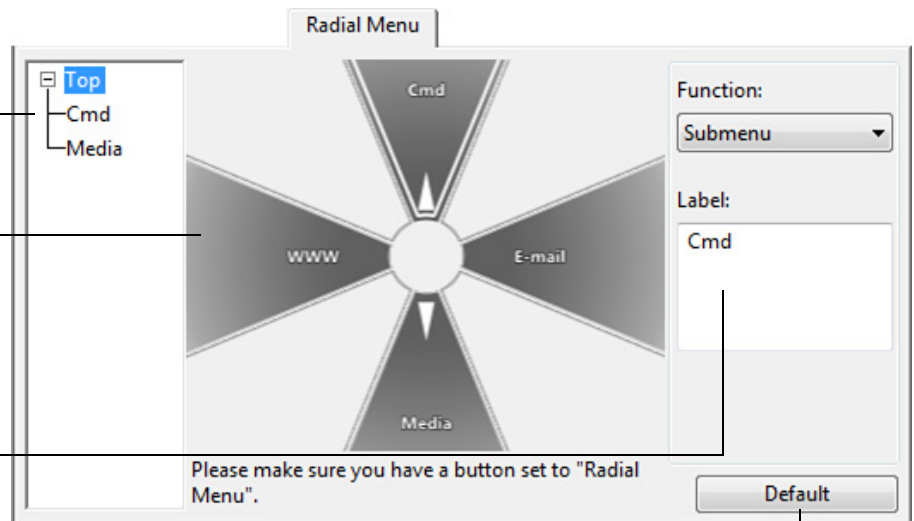 Radial Menu
Top
Cmd
Media
Cmd
WWW
E-mail
Media
Please make sure you have a button set to "Radial
Menu".
Function:
Submenu
Label:
Cmd
Default